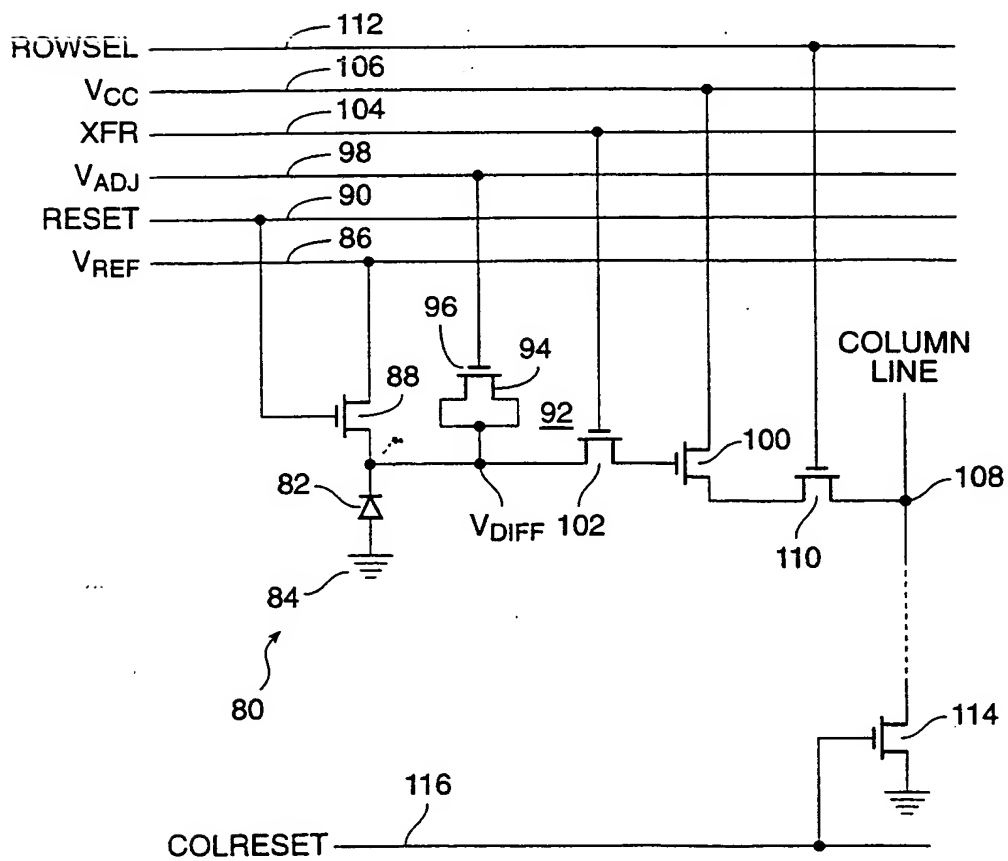 ROWSEL 112
VCC 106
XFR 104
VADJ 98
RESET 90
VREF 86
COLUMN
LINE
96
94
88
92
100
82
VDIFF
102
108
110
84
80
114
116
COLRESET